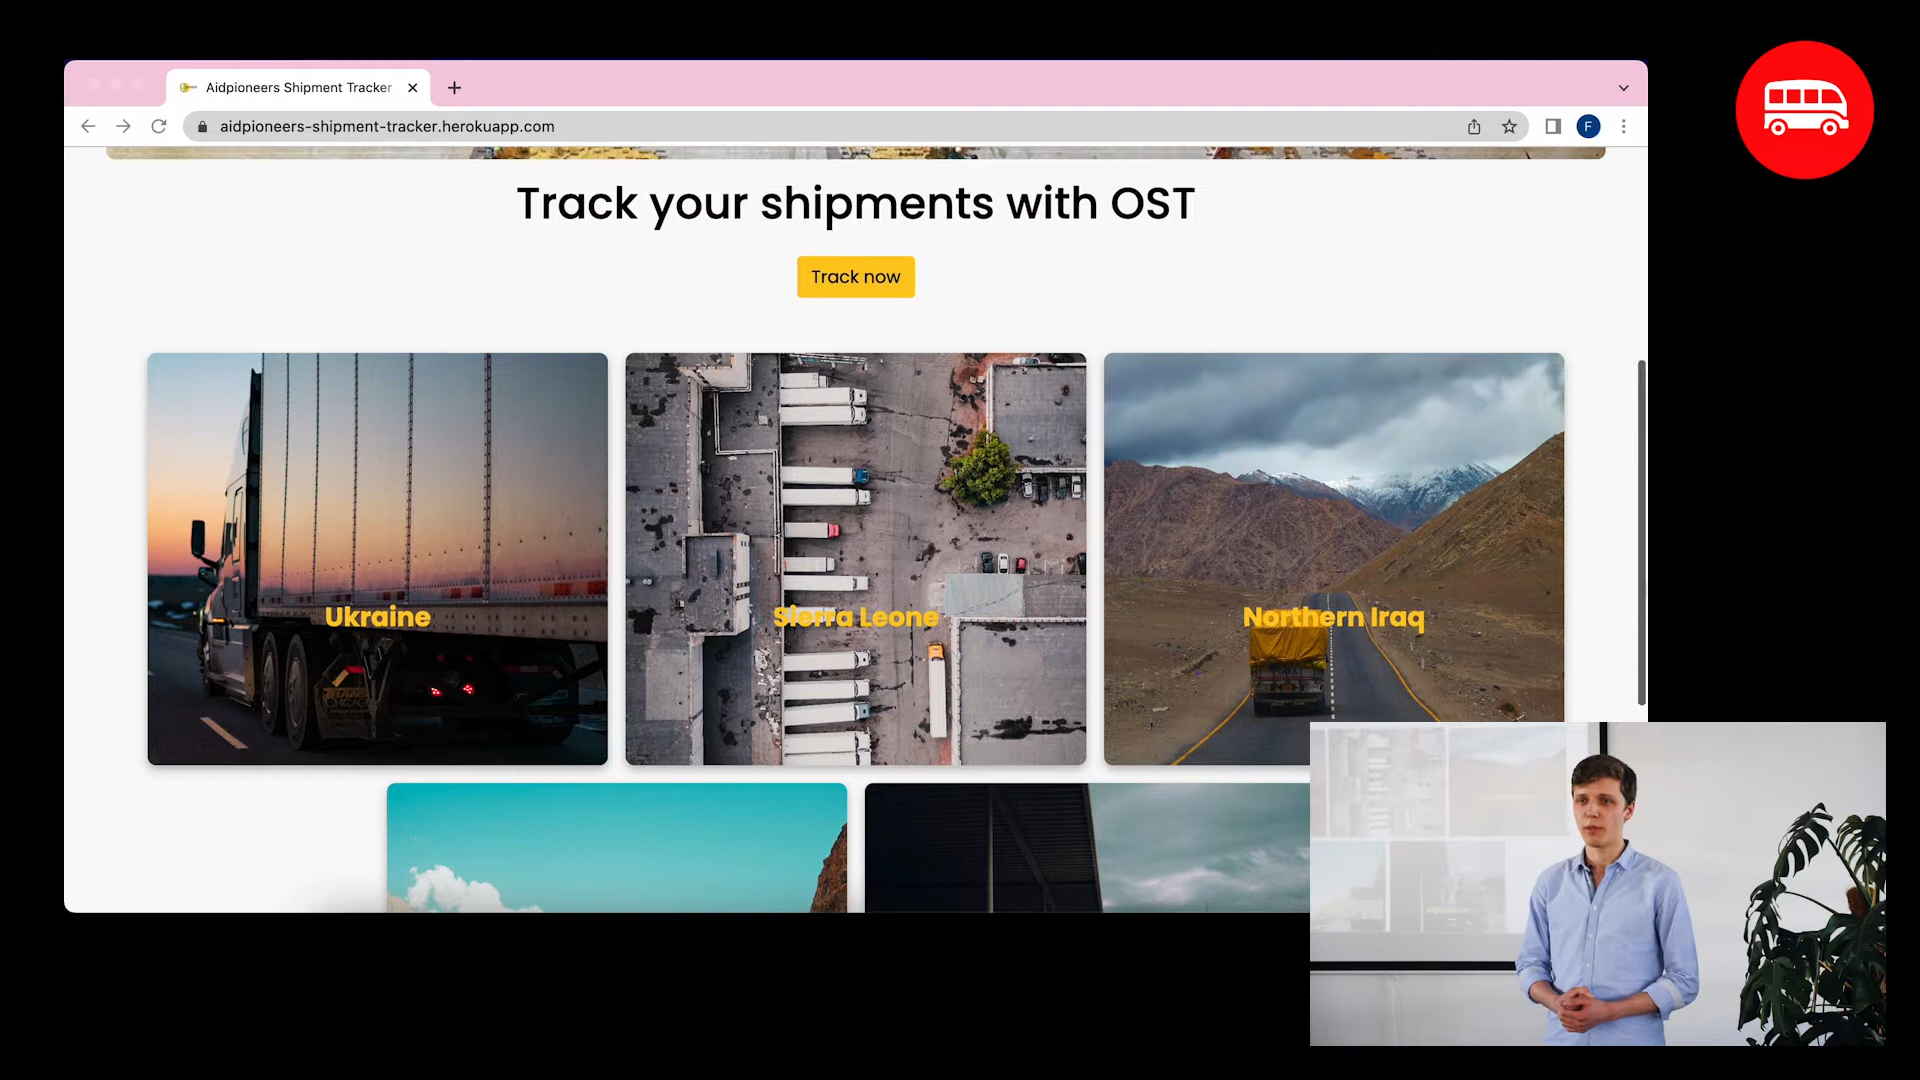 Aidpioneers Shipment Tracker
aidpioneers-shipment-tracker.herokuapp.com
F
Track your shipments with OST
Track now
Ukraine
Sierra Leone
Northern Iraq